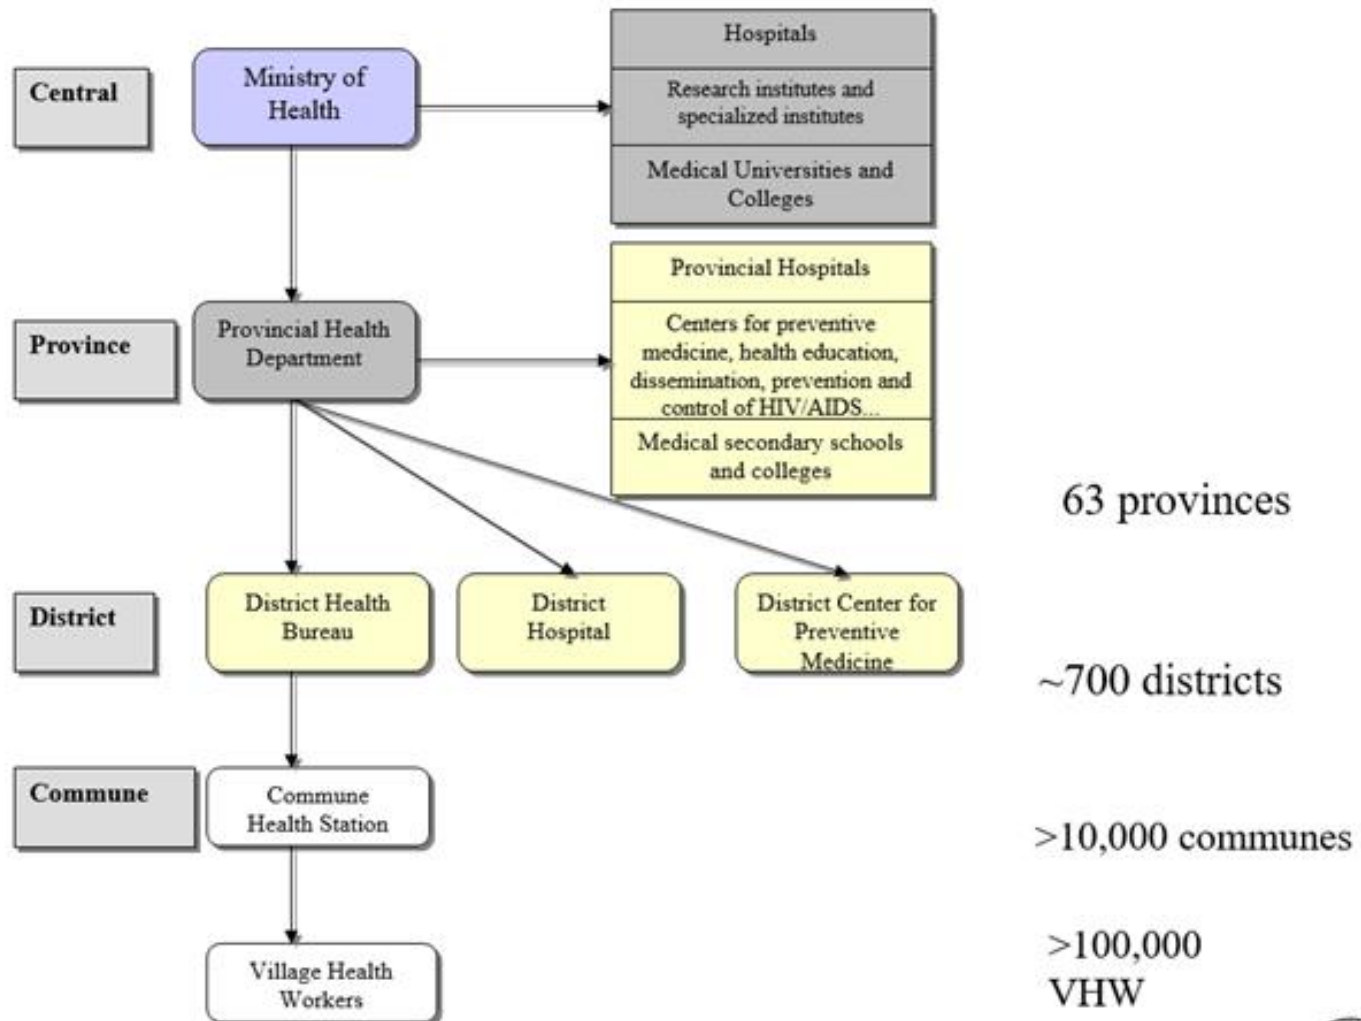 Central
Ministry of
Health
Hospitals
Research institutes and
specialized institutes
Medical Universities and
Colleges
Province
Provincial Health
Department
Provincial Hospitals
Centers for preventive
medicine, health education,
dissemination, prevention and
control of HIV/AIDS...
Medical secondary schools
and colleges
63 provinces
District
District Health
Bureau
District
Hospital
District Center for
Preventive
Medicine
~700 districts
Commune
Commune
Health Station
>10,000 communes
Village Health
Workers
>100,000
VHW